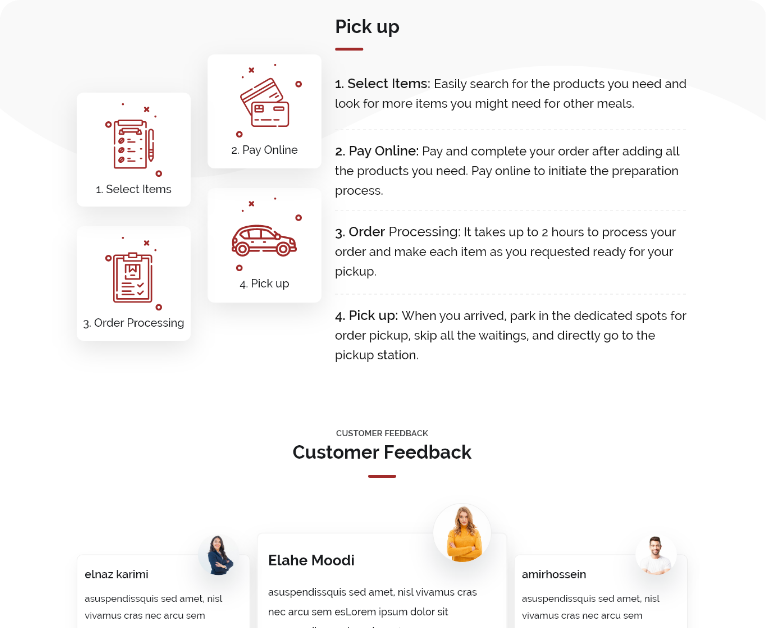 Pick up
1. Select Items: Easily search for the products you need and
look for more items you might need for other meals.
2. Pay Online: Pay and complete your order after adding all
the products you need. Pay online to initiate the preparation
process.
3. Order Processing: It takes up to 2 hours to process your
order and make each item as you requested ready for your
pickup.
4. Pick up: When you arrived, park in the dedicated spots for
order pickup, skip all the waitings, and directly go to the
pickup station.
1. Select Items
2. Pay Online
3. Order Processing
4. Pick up
CUSTOMER FEEDBACK
Customer Feedback
elnaz karimi
asuspendissquis sed amet, nisl
vivamus cras nec arcu sem
Elahe Moodi
asuspendissquis sed amet, nisl vivamus cras
nec arcu sem esLorem ipsum dolor sit
amirhossein
asuspendissquis sed amet, nisl
vivamus cras nec arcu sem